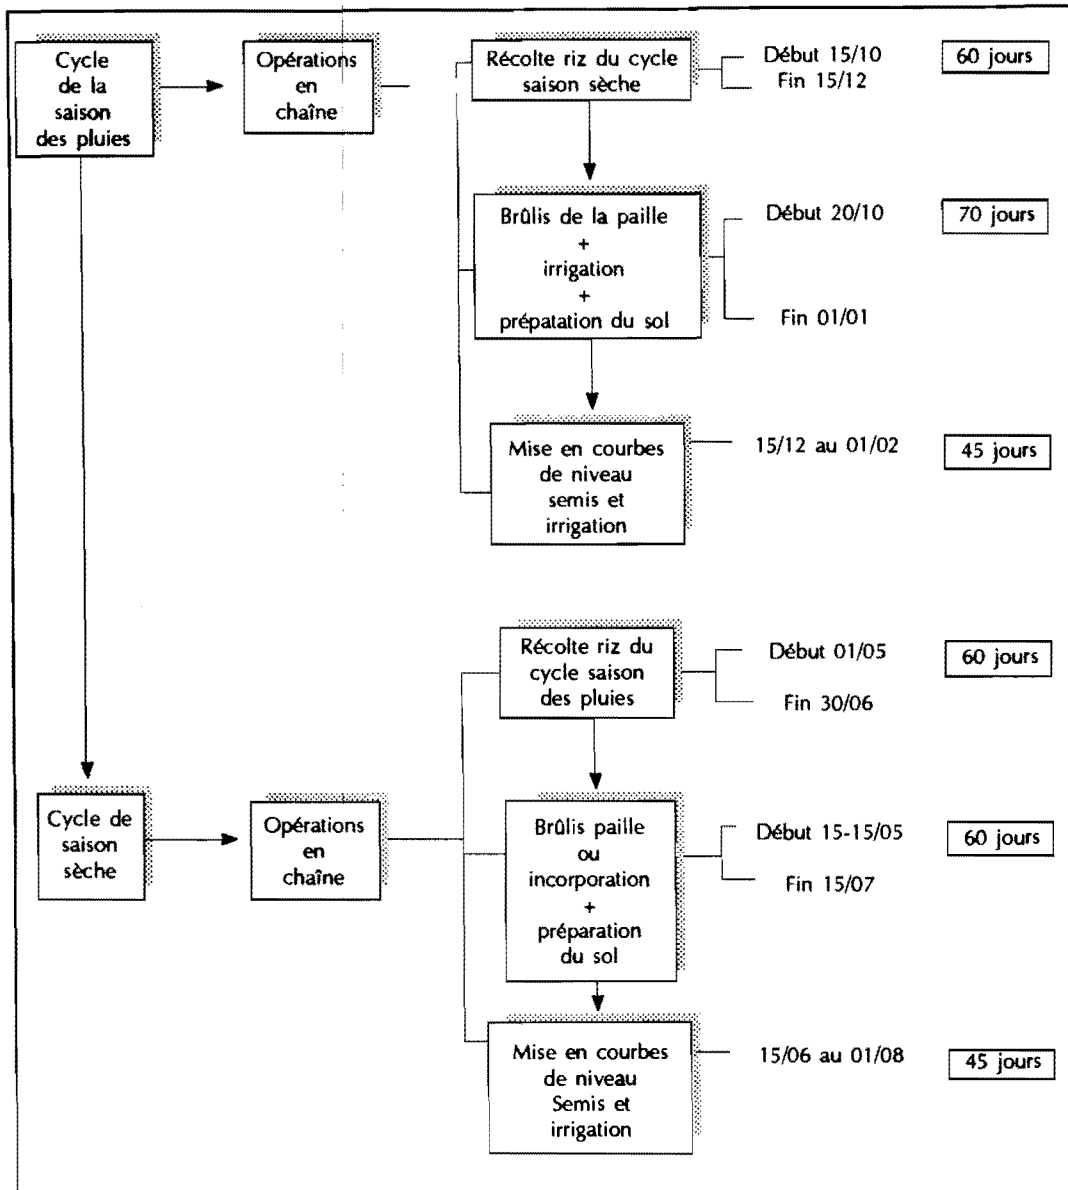 Cycle
de la
saison
des pluies
Opérations
en
chaîne
Récolte riz du cycle
saison sèche
Début 15/10
Fin 15/12
60 jours
Brûlis de la paille
+
irrigation
+
prépatation du sol
Début 20/10
Fin 01/01
70 jours
Mise en courbes
de niveau
semis et
irrigation
15/12 au 01/02
45 jours
Cycle de
saison
sèche
Opérations
en
chaîne
Récolte riz du
cycle saison
des pluies
Début 01/05
Fin 30/06
60 jours
Brûlis paille
ou
incorporation
+
préparation
du sol
Début 15-15/05
Fin 15/07
60 jours
Mise en courbes
de niveau
Semis et
irrigation
15/06 au 01/08
45 jours